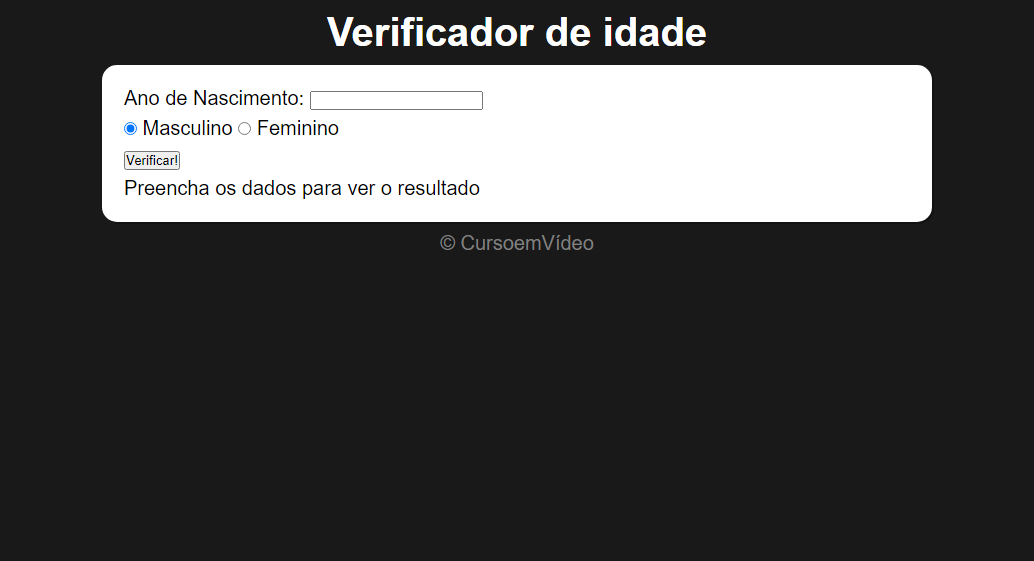 Verificador de idade
Ano de Nascimento:
Masculino Feminino
Verificar!
Preencha os dados para ver o resultado
© CursoemVídeo